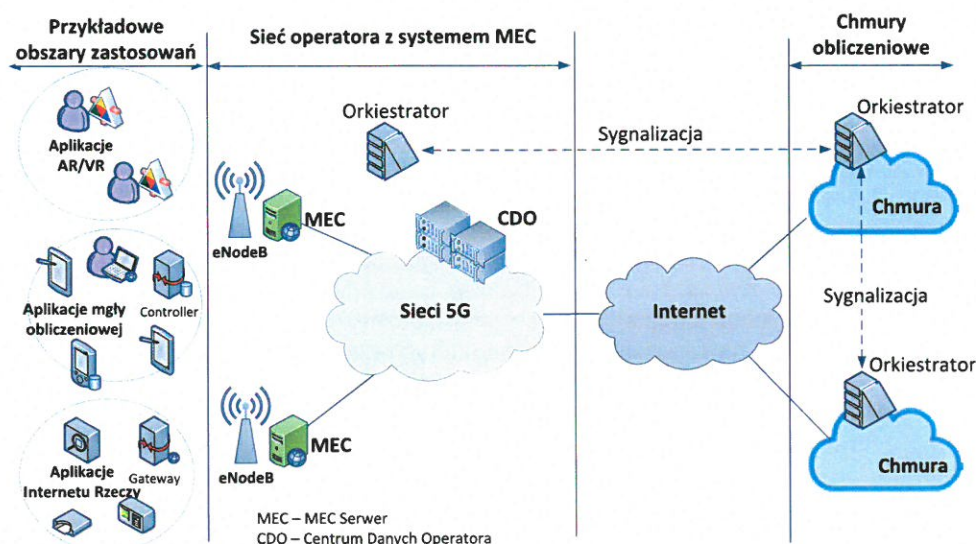 Przykładowe
obszary zastosowań
Sieć operatora z systemem MEC
Chmury
obliczeniowe
Aplikacje
AR/VR
Orkiestrator
Sygnalizacja
Orkiestrator
Chmura
MEC
eNodeB
CDO
Aplikacje mgły
obliczeniowej
Controller
Sieci 5G
Internet
Sygnalizacja
Orkiestrator
Chmura
MEC
eNodeB
Aplikacje
Internetu Rzeczy
Gateway
MEC – MEC Serwer
CDO – Centrum Danych Operatora